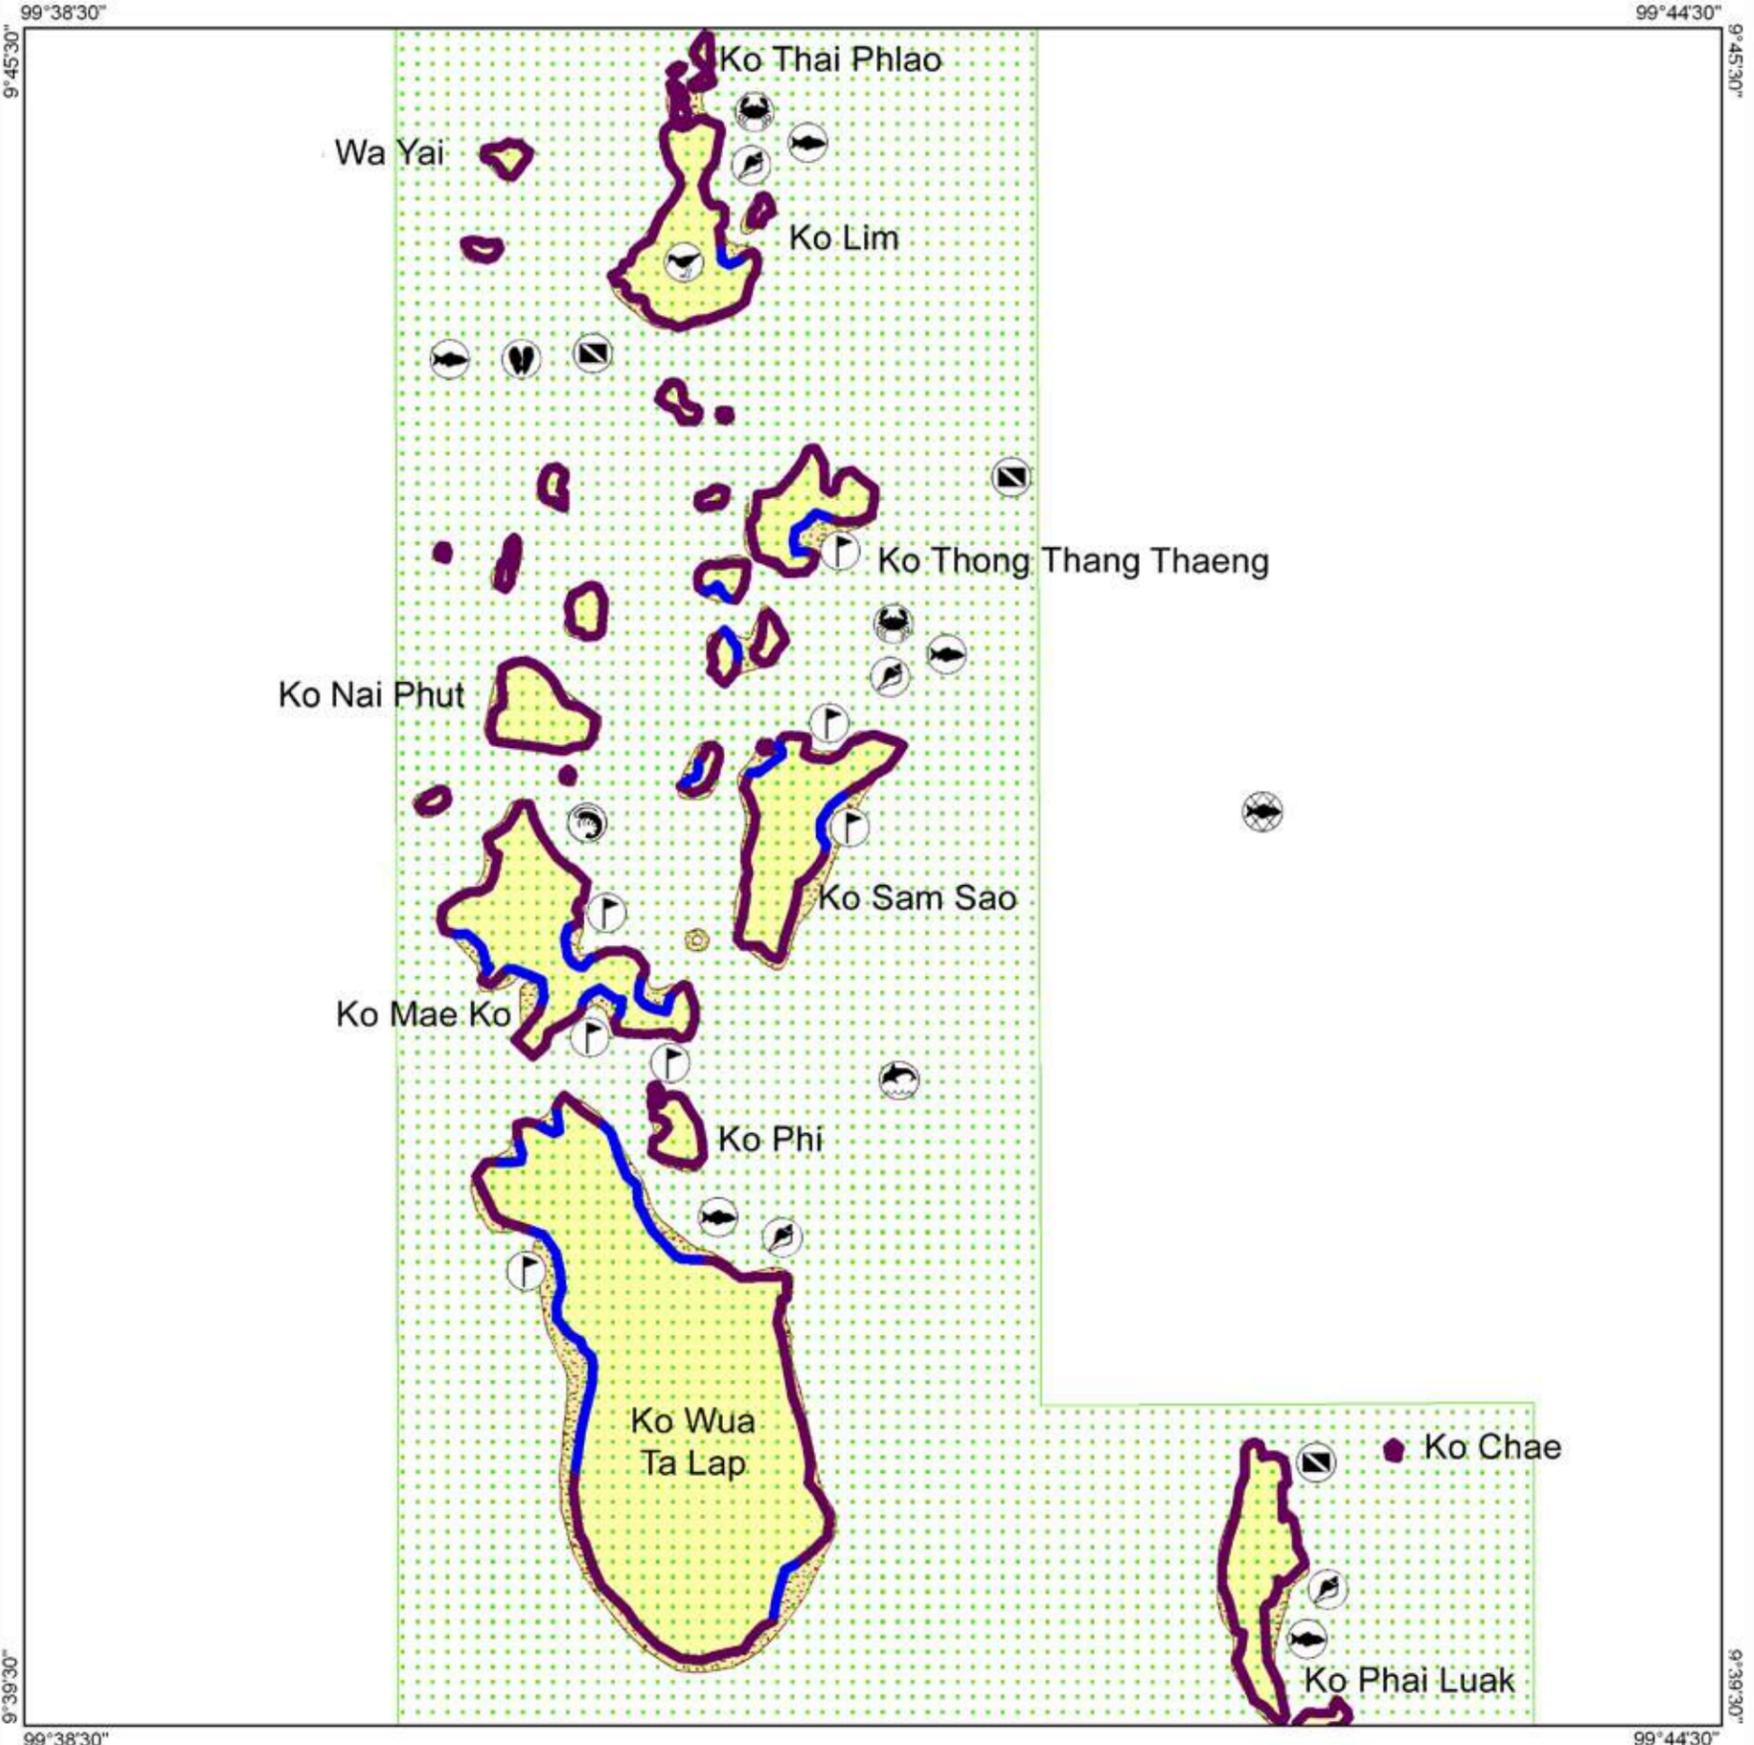 99°38'30"
99°44'30"
9°45'30"
9°45'30"
Ko Thai Phlao
Wa Yai
Ko Lim
Ko Thong Thang Thaeng
Ko Nai Phut
Ko Sam Sao
Ko Mae Ko
Ko Phi
Ko Wua
Ta Lap
Ko Chae
Ko Phai Luak
9°39'30"
9°39'30"
99°38'30"
99°44'30"